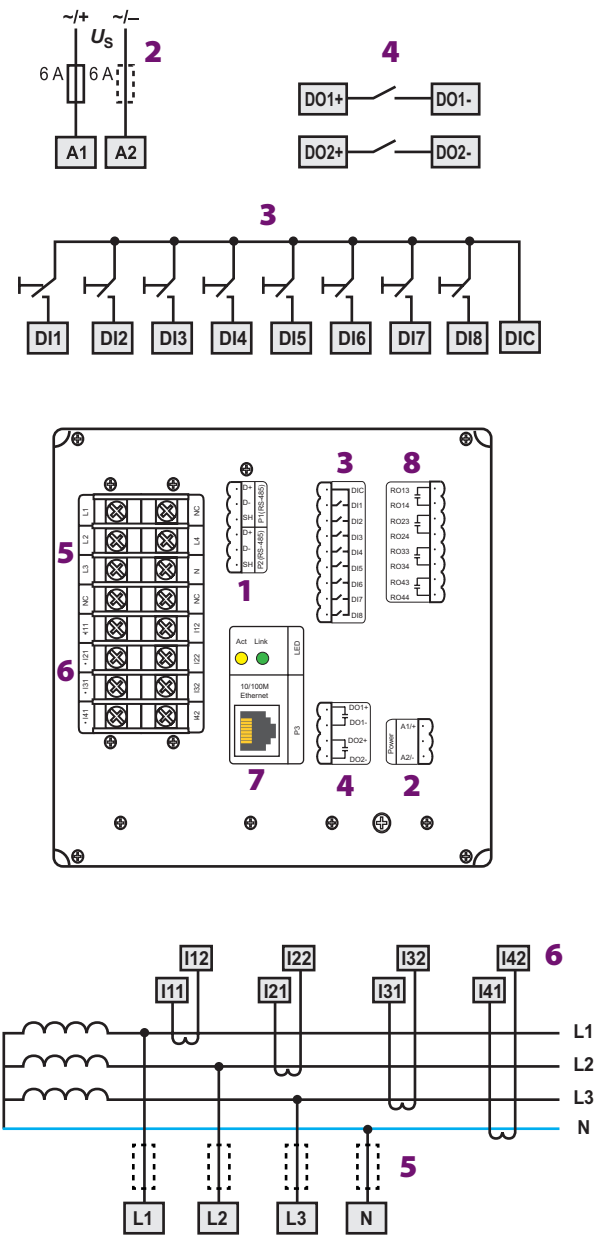 ~/+ ~/–
US
2
6 A 6 A
A1 A2
4
DO1+ DO1-
DO2+ DO2-
3
DI1 DI2 DI3 DI4 DI5 DI6 DI7 DI8 DIC
L1 NC
L2 L4
L3 N
NC NC
•I11 I12
•I21 I22
•I31 I32
•I41 I42
5
6
D+
D-
SH
P1(RS-485)
D+
D-
SH
P2(RS-485)
1
3
DIC
DI1
DI2
DI3
DI4
DI5
DI6
DI7
DI8
8
RO13
RO14
RO23
RO24
RO33
RO34
RO43
RO44
Act Link
LED
10/100M
Ethernet
P3
7
DO1+
DO1-
DO2+
DO2-
4
Power
A1/+
A2/-
2
I12 I22 I32 I42 6
I11 I21 I31 I41
L1
L2
L3
N
5
L1 L2 L3 N